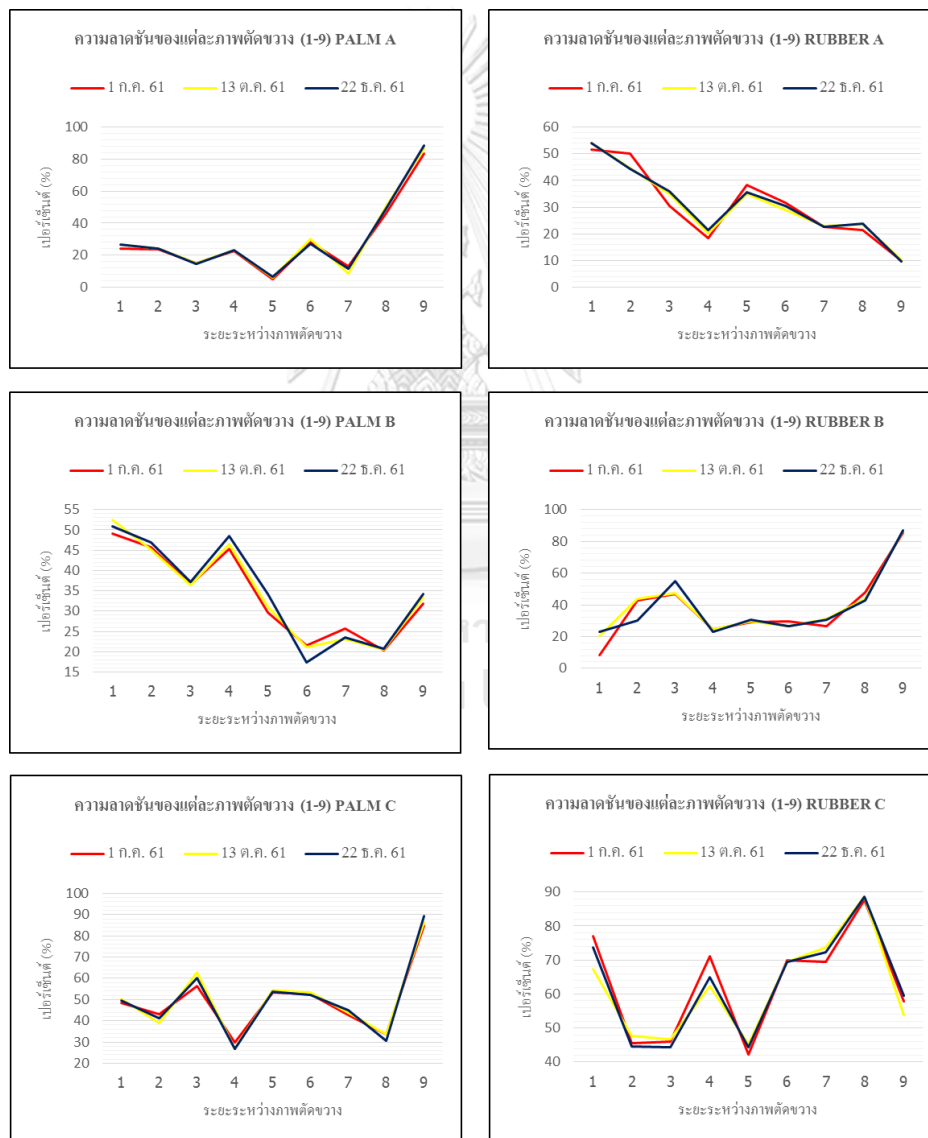 ความลาดชันของแต่ละภาพตัดขวาง (1-9) PALM A
1 ก.ค. 61 13 ต.ค. 61 22 ธ.ค. 61
เปอร์เซ็นต์ (%)
100
80
60
40
20
0
1 2 3 4 5 6 7 8 9
ระยะระหว่างภาพตัดขวาง
ความลาดชันของแต่ละภาพตัดขวาง (1-9) RUBBER A
1 ก.ค. 61 13 ต.ค. 61 22 ธ.ค. 61
เปอร์เซ็นต์ (%)
60
50
40
30
20
10
0
1 2 3 4 5 6 7 8 9
ระยะระหว่างภาพตัดขวาง
ความลาดชันของแต่ละภาพตัดขวาง (1-9) PALM B
1 ก.ค. 61 13 ต.ค. 61 22 ธ.ค. 61
เปอร์เซ็นต์ (%)
55
50
45
40
35
30
25
20
15
1 2 3 4 5 6 7 8 9
ระยะระหว่างภาพตัดขวาง
ความลาดชันของแต่ละภาพตัดขวาง (1-9) RUBBER B
1 ก.ค. 61 13 ต.ค. 61 22 ธ.ค. 61
เปอร์เซ็นต์ (%)
100
80
60
40
20
0
1 2 3 4 5 6 7 8 9
ระยะระหว่างภาพตัดขวาง
ความลาดชันของแต่ละภาพตัดขวาง (1-9) PALM C
1 ก.ค. 61 13 ต.ค. 61 22 ธ.ค. 61
เปอร์เซ็นต์ (%)
100
90
80
70
60
50
40
30
20
1 2 3 4 5 6 7 8 9
ระยะระหว่างภาพตัดขวาง
ความลาดชันของแต่ละภาพตัดขวาง (1-9) RUBBER C
1 ก.ค. 61 13 ต.ค. 61 22 ธ.ค. 61
เปอร์เซ็นต์ (%)
90
80
70
60
50
40
1 2 3 4 5 6 7 8 9
ระยะระหว่างภาพตัดขวาง